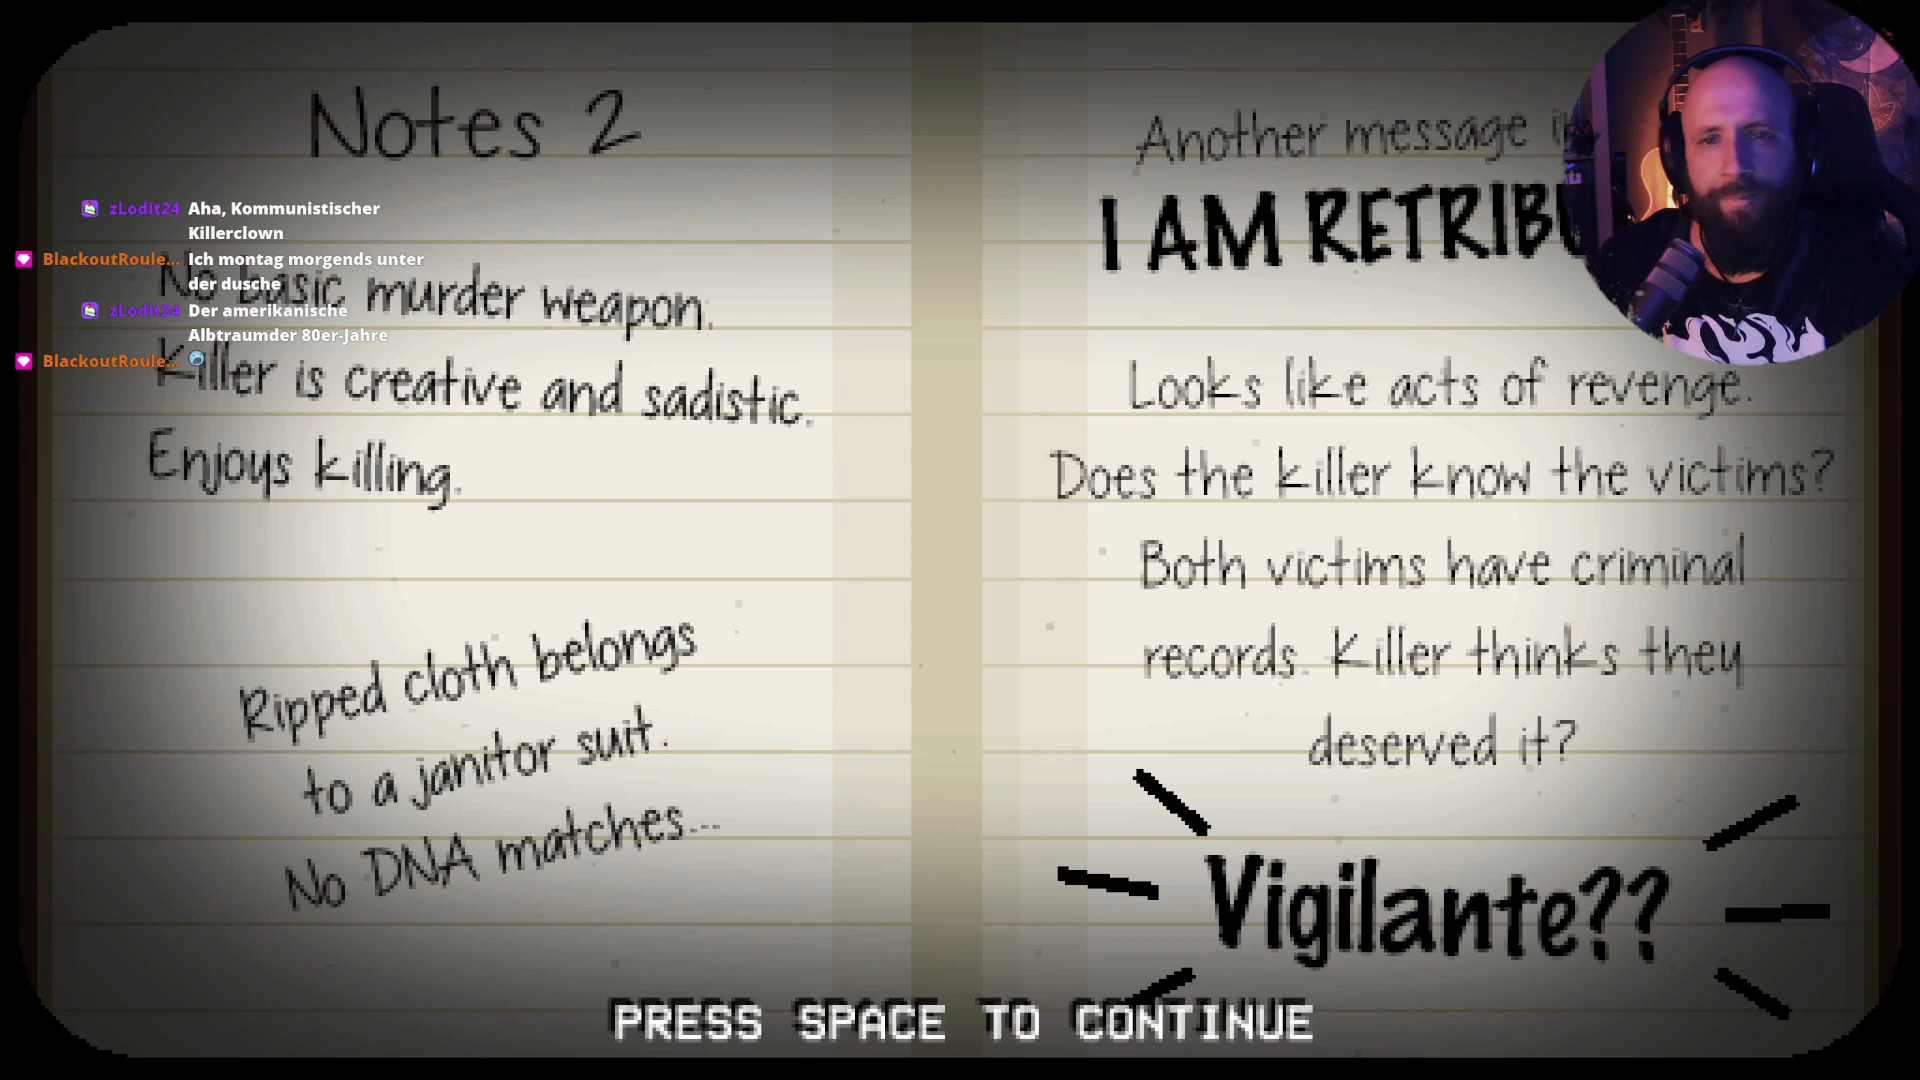 Notes 2
zLodit24 Aha, Kommunistischer
Killerclown
BlackoutRoule... Ich montag morgends unter
der dusche
zLodit24 Der amerikanische
Albtraumder 80er-Jahre
BlackoutRoule...
No basic murder weapon.
Killer is creative and sadistic.
Enjoys killing.
Ripped cloth belongs
to a janitor suit.
No DNA matches...
Another message
I AM
Looks like acts of revenge.
Does the killer know the victims?
Both victims have criminal
records. Killer thinks they
deserved it?
Vigilante??
PRESS SPACE TO CONTINUE